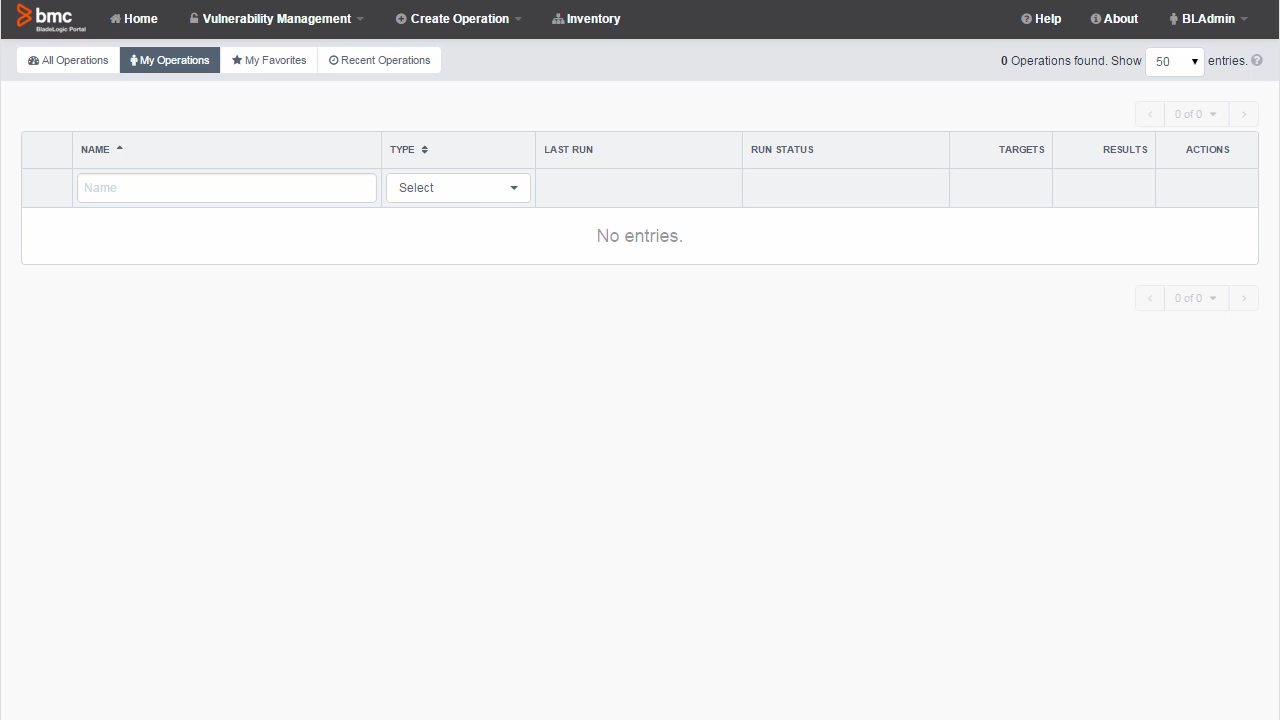 bmc
BladeLogic Portal
Home Vulnerability Management Create Operation Inventory Help About BLAdmin
All Operations My Operations My Favorites Recent Operations 0 Operations found. Show 50 entries.
0 of 0
NAME TYPE LAST RUN RUN STATUS TARGETS RESULTS ACTIONS
Name Select
No entries.
0 of 0